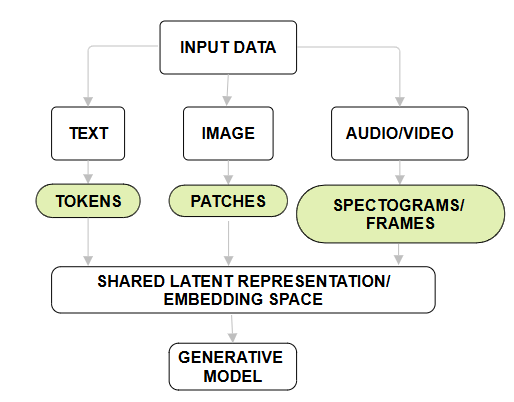 INPUT DATA
TEXT
IMAGE
AUDIO/VIDEO
TOKENS
PATCHES
SPECTOGRAMS/
FRAMES
SHARED LATENT REPRESENTATION/
EMBEDDING SPACE
GENERATIVE
MODEL